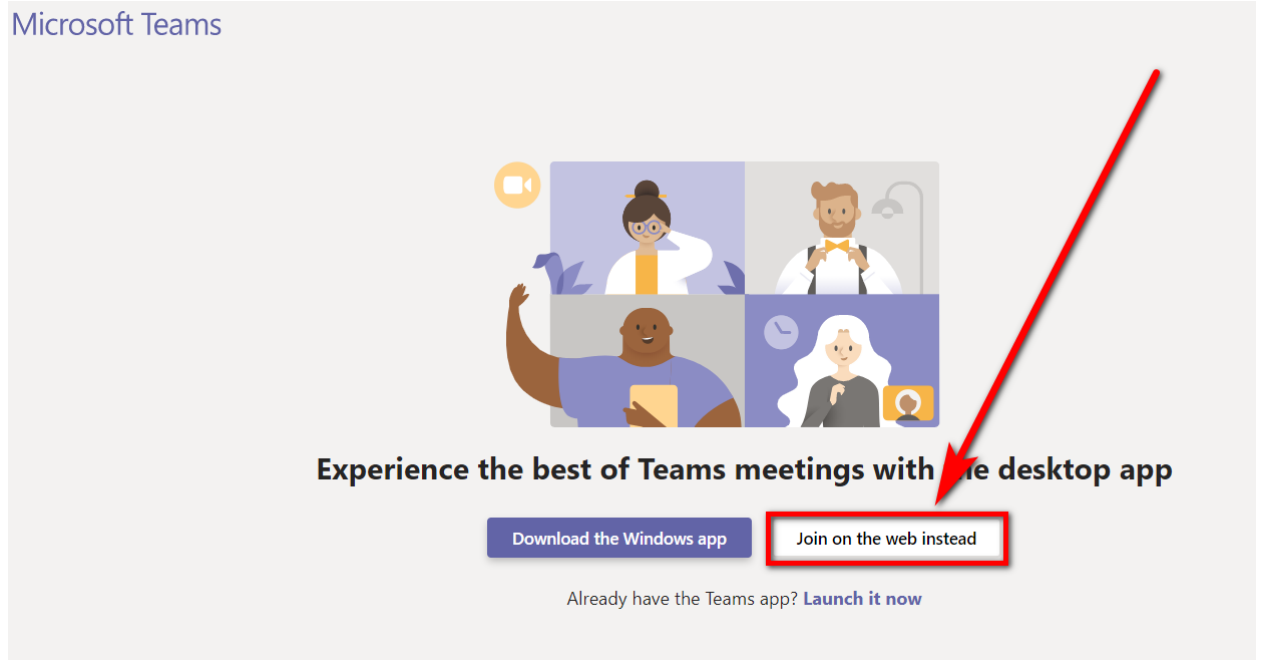 Microsoft Teams
Experience the best of Teams meetings with the desktop app
Download the Windows app
Join on the web instead
Already have the Teams app? Launch it now